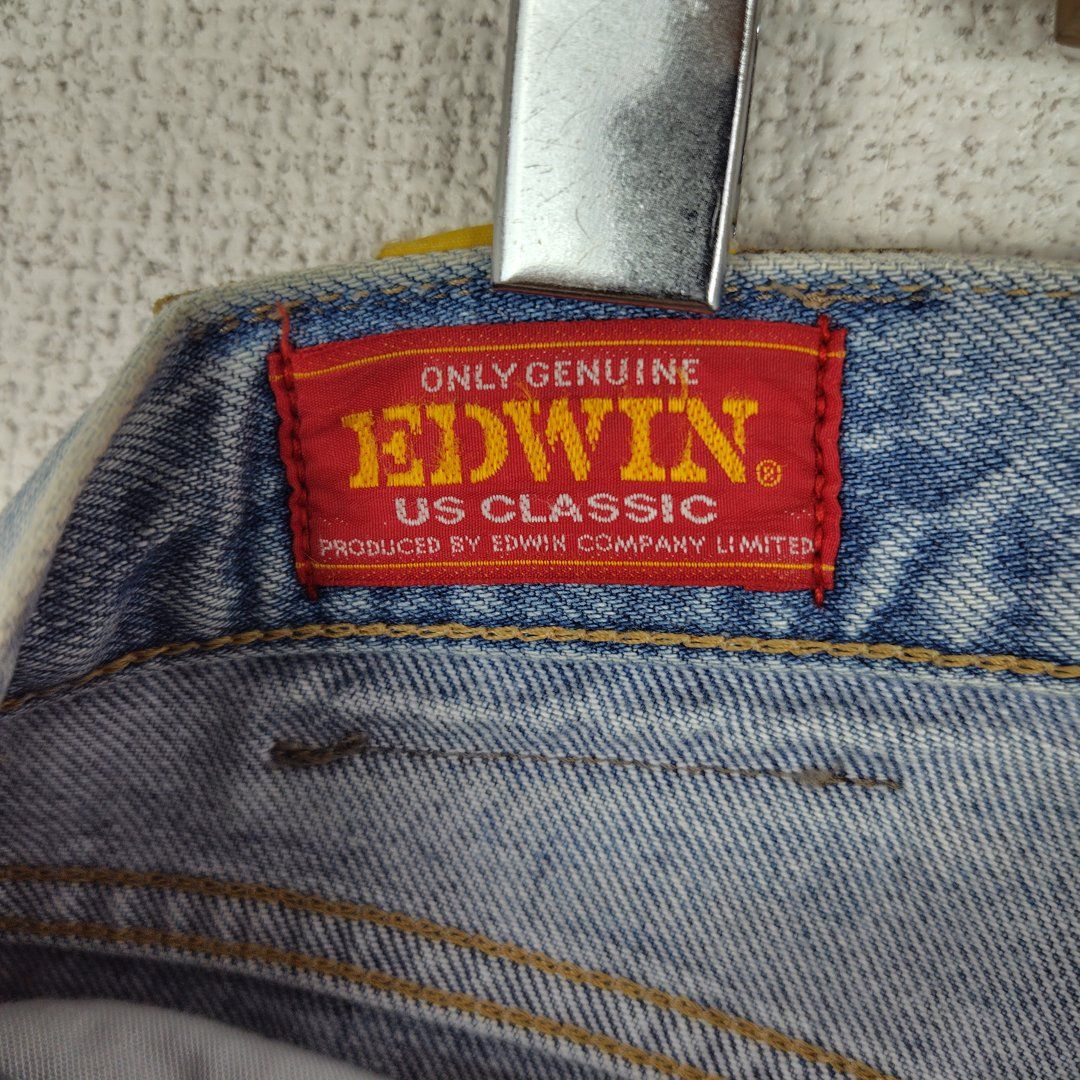 ONLY GENUINE
EDWIN®
US CLASSIC
PRODUCED BY EDWIN COMPANY LIMITED